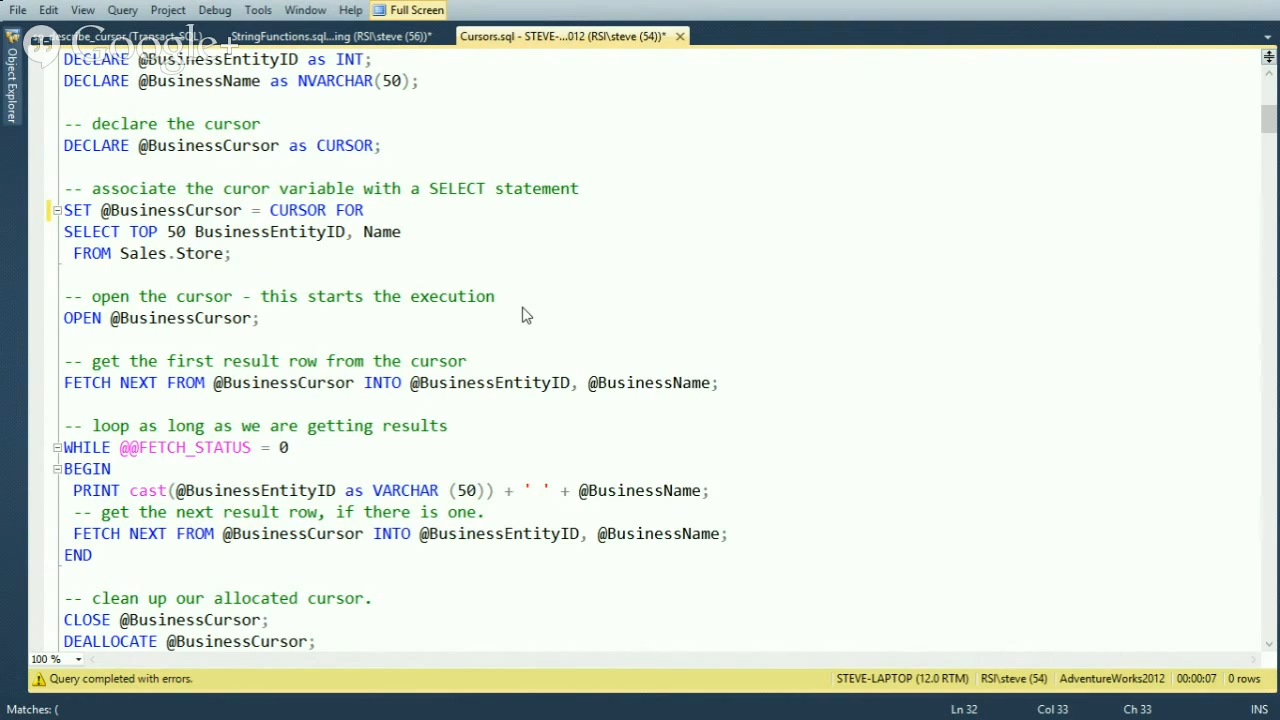 File Edit View Query Project Debug Tools Window Help Full Screen
sp_describe_cursor (Transact-SQL) StringFunctions.sql...ing (RSI\steve (56))* Cursors.sql - STEVE-...012 (RSI\steve (54))*
Google+
Object Explorer
DECLARE @BusinessEntityID as INT;
DECLARE @BusinessName as NVARCHAR(50);
-- declare the cursor
DECLARE @BusinessCursor as CURSOR;
-- associate the curor variable with a SELECT statement
SET @BusinessCursor = CURSOR FOR
SELECT TOP 50 BusinessEntityID, Name
FROM Sales.Store;
-- open the cursor - this starts the execution
OPEN @BusinessCursor;
-- get the first result row from the cursor
FETCH NEXT FROM @BusinessCursor INTO @BusinessEntityID, @BusinessName;
-- loop as long as we are getting results
WHILE @@FETCH_STATUS = 0
BEGIN
PRINT cast(@BusinessEntityID as VARCHAR (50)) + ' ' + @BusinessName;
-- get the next result row, if there is one.
FETCH NEXT FROM @BusinessCursor INTO @BusinessEntityID, @BusinessName;
END
-- clean up our allocated cursor.
CLOSE @BusinessCursor;
DEALLOCATE @BusinessCursor;
100 %
Query completed with errors. STEVE-LAPTOP (12.0 RTM) RSI\steve (54) AdventureWorks2012 00:00:07 0 rows
Matches: ( Ln 32 Col 33 Ch 33 INS